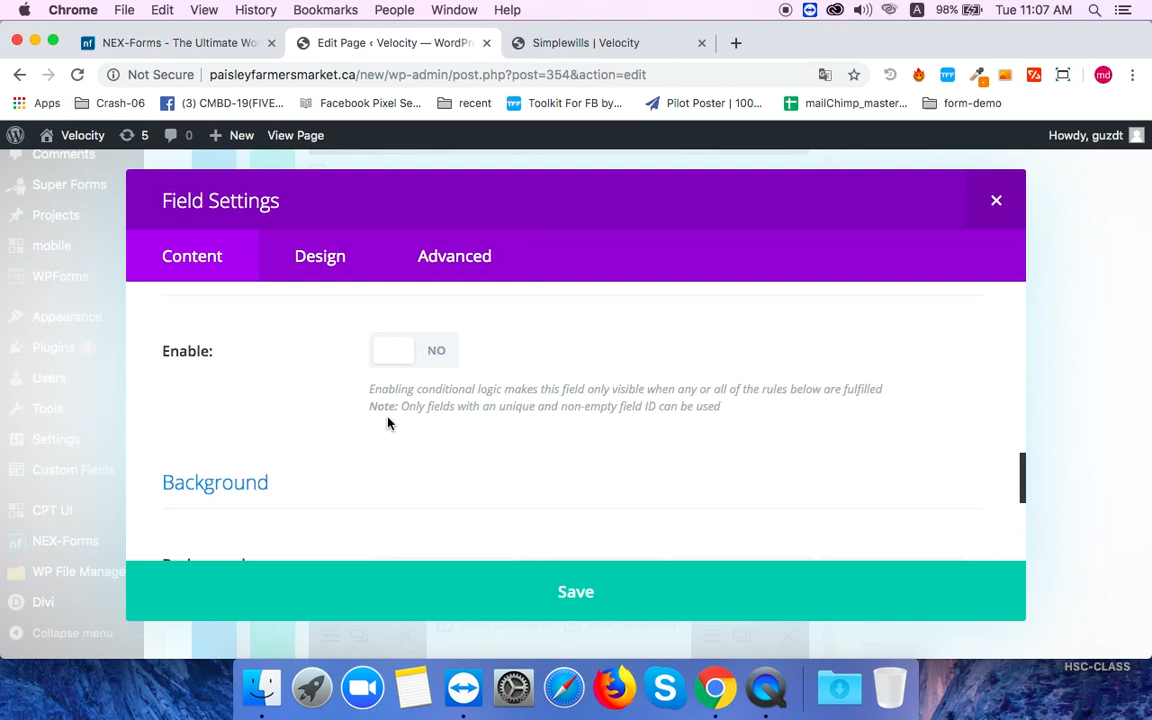 Chrome File Edit View History Bookmarks People Window Help A 98% Tue 11:07 AM
nf NEX-Forms - The Ultimate Wo × Edit Page ‹ Velocity — WordPr × Simplewills | Velocity × +
Not Secure paisleyfarmersmarket.ca/new/wp-admin/post.php?post=354&action=edit TFF md
Apps Crash-06 (3) CMBD-19(FIVE... Facebook Pixel Se... recent TFF Toolkit For FB by... Pilot Poster | 100... mailChimp_master... form-demo
Velocity 5 0 New View Page Howdy, guzdt
Comments
Super Forms
Projects
mobile
WPForms
Appearance
Plugins
Users
Tools
Settings
Custom Fields
CPT UI
nf NEX-Forms
WP File Manage
Divi
Collapse menu
Field Settings ×
Content Design Advanced
Enable: NO
Enabling conditional logic makes this field only visible when any or all of the rules below are fulfilled
Note: Only fields with an unique and non-empty field ID can be used
Background
Save
HSC-CLASS